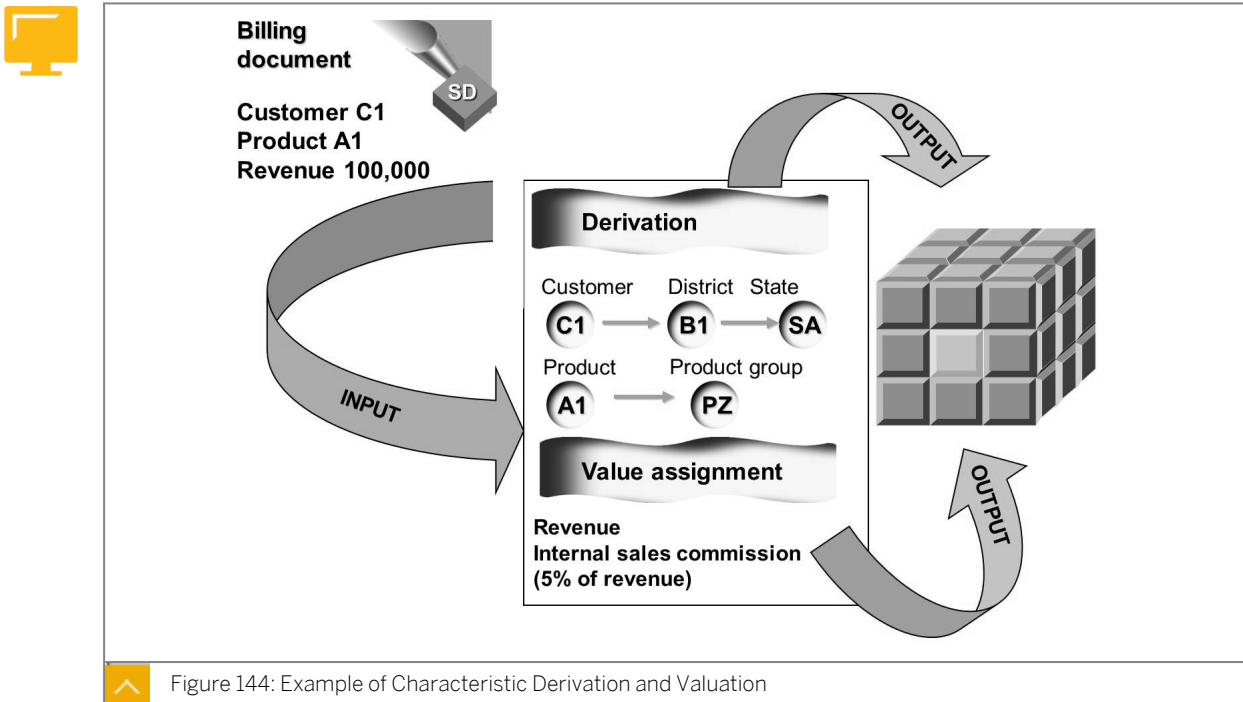 Billing
document
SD
Customer C1
Product A1
Revenue 100,000
OUTPUT
Derivation
Customer District State
C1 B1 SA
Product Product group
A1 PZ
INPUT
Value assignment
Revenue
Internal sales commission
(5% of revenue)
OUTPUT
Figure 144: Example of Characteristic Derivation and Valuation